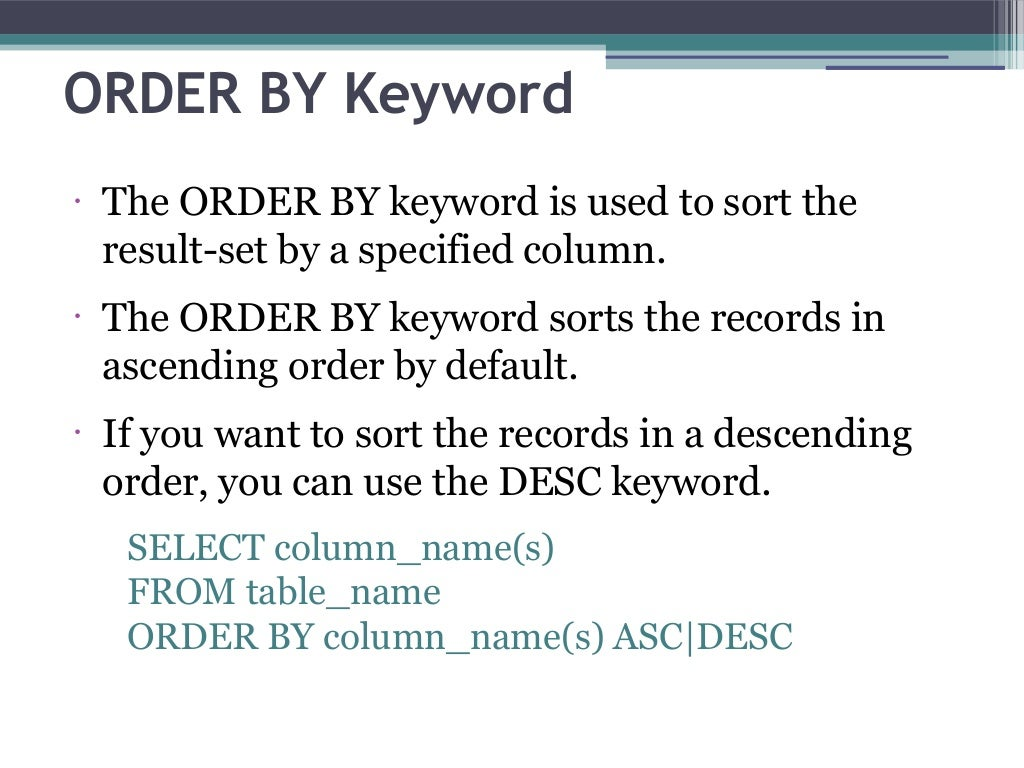 ORDER BY Keyword
· The ORDER BY keyword is used to sort the
result-set by a specified column.
· The ORDER BY keyword sorts the records in
ascending order by default.
· If you want to sort the records in a descending
order, you can use the DESC keyword.
SELECT column_name(s)
FROM table_name
ORDER BY column_name(s) ASC|DESC